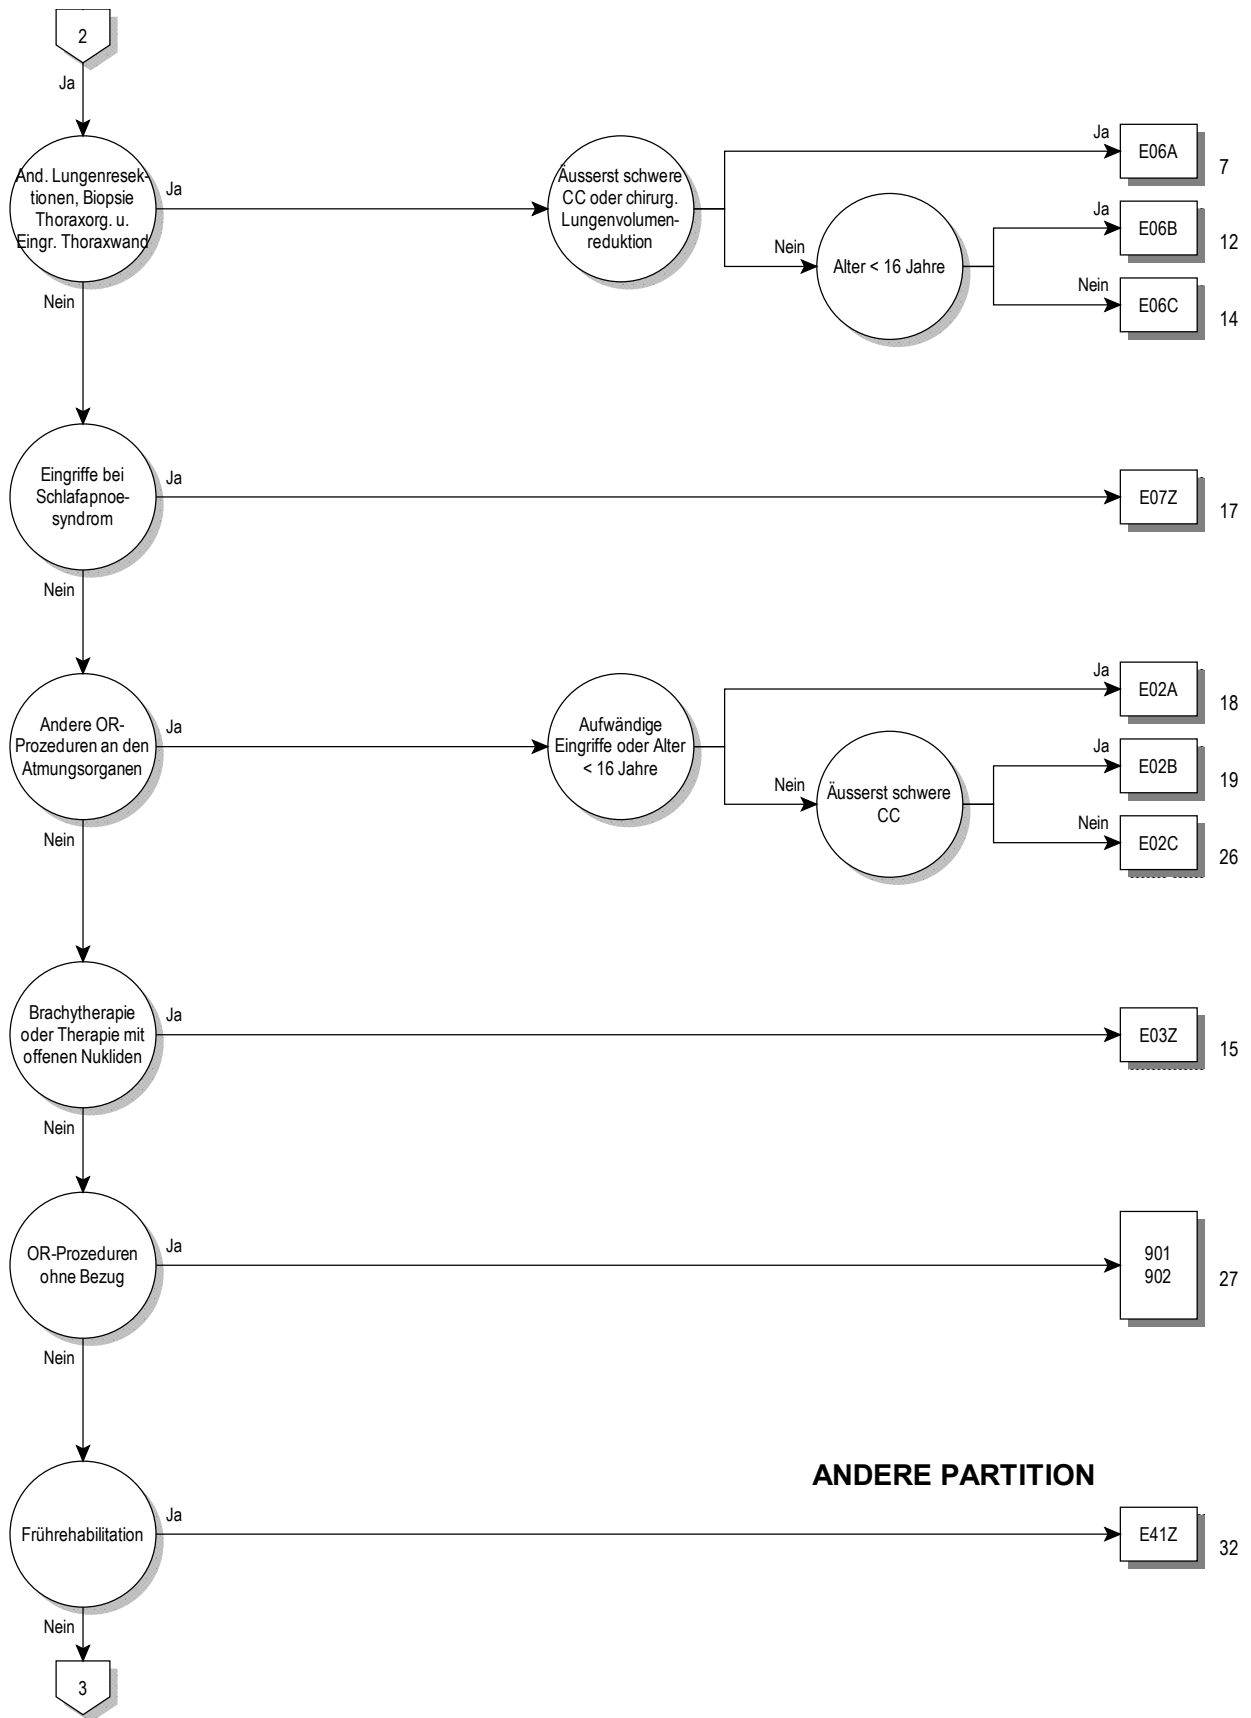 2
Ja
And. Lungenresek-
tionen, Biopsie
Thoraxorg. u.
Eingr. Thoraxwand
Ja
Äusserst schwere
CC oder chirurg.
Lungenvolumen-
reduktion
Ja
E06A
7
Nein
Alter < 16 Jahre
Ja
E06B
12
Nein
E06C
14
Nein
Eingriffe bei
Schlafapnoe-
syndrom
Ja
E07Z
17
Nein
Andere OR-
Prozeduren an den
Atmungsorganen
Ja
Aufwändige
Eingriffe oder Alter
< 16 Jahre
Ja
E02A
18
Nein
Äusserst schwere
CC
Ja
E02B
19
Nein
E02C
26
Nein
Brachytherapie
oder Therapie mit
offenen Nukliden
Ja
E03Z
15
Nein
OR-Prozeduren
ohne Bezug
Ja
901
902
27
Nein
ANDERE PARTITION
Frührehabilitation
Ja
E41Z
32
Nein
3